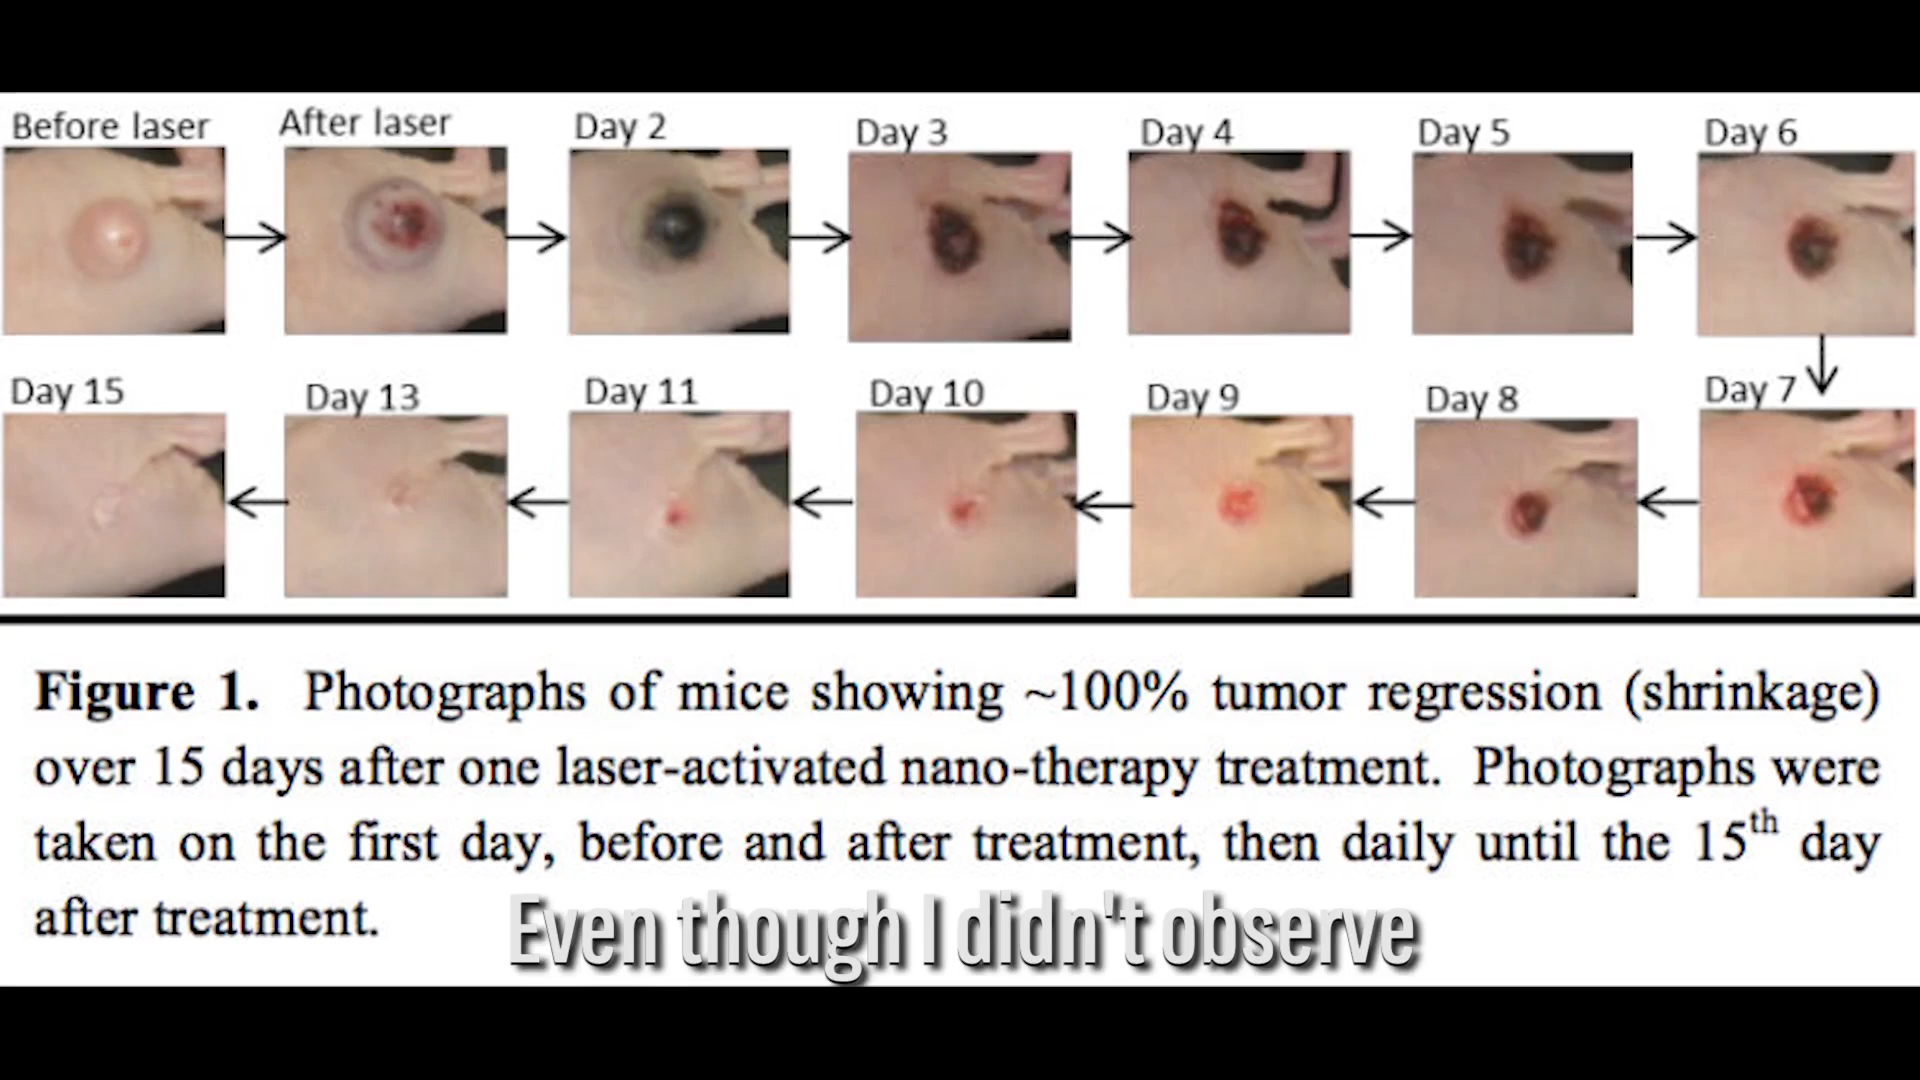 Before laser
After laser
Day 2
Day 3
Day 4
Day 5
Day 6
Day 15
Day 13
Day 11
Day 10
Day 9
Day 8
Day 7
Figure 1. Photographs of mice showing ~100% tumor regression (shrinkage)
over 15 days after one laser-activated nano-therapy treatment. Photographs were
taken on the first day, before and after treatment, then daily until the 15th day
after treatment.
Even though I didn't observe